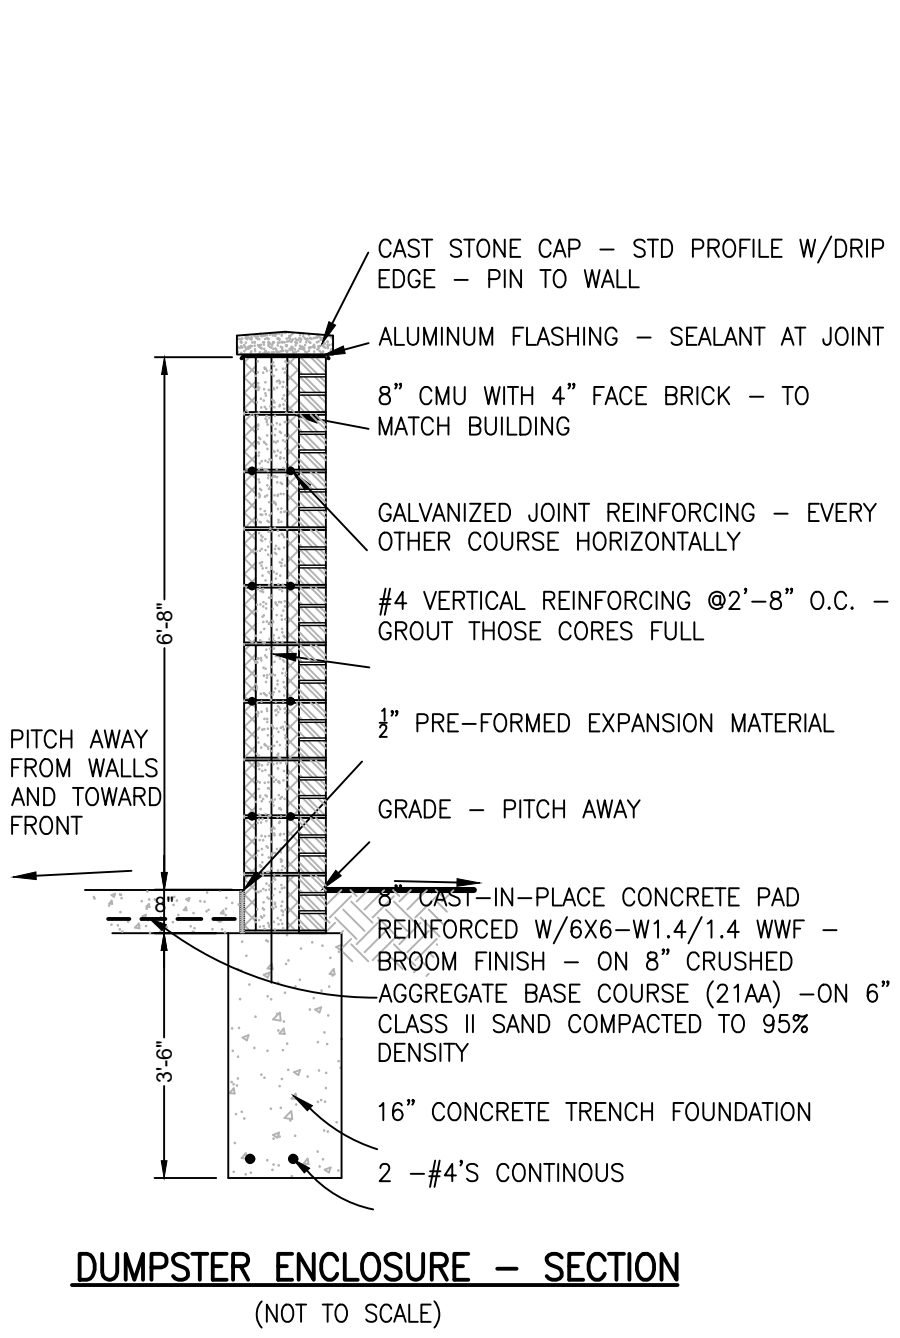 CAST STONE CAP – STD PROFILE W/DRIP
EDGE – PIN TO WALL
ALUMINUM FLASHING – SEALANT AT JOINT
8" CMU WITH 4" FACE BRICK – TO
MATCH BUILDING
GALVANIZED JOINT REINFORCING – EVERY
OTHER COURSE HORIZONTALLY
#4 VERTICAL REINFORCING @2'–8" O.C. –
GROUT THOSE CORES FULL
6'-8"
½" PRE–FORMED EXPANSION MATERIAL
PITCH AWAY
FROM WALLS
AND TOWARD
FRONT
GRADE – PITCH AWAY
8"
8" CAST–IN–PLACE CONCRETE PAD
REINFORCED W/6X6–W1.4/1.4 WWF –
BROOM FINISH – ON 8" CRUSHED
AGGREGATE BASE COURSE (21AA) –ON 6"
CLASS II SAND COMPACTED TO 95%
DENSITY
3'-6"
16" CONCRETE TRENCH FOUNDATION
2 –#4'S CONTINOUS
DUMPSTER ENCLOSURE – SECTION
(NOT TO SCALE)